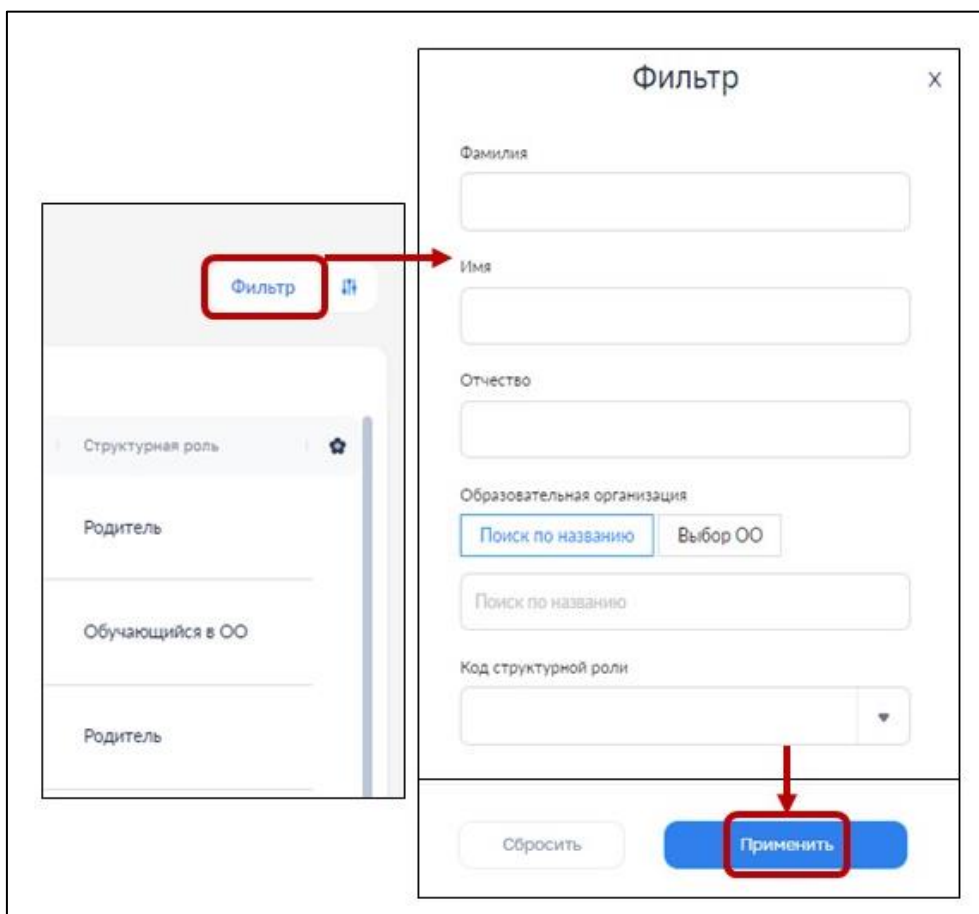 Фильтр
Структурная роль
Родитель
Обучающийся в ОО
Родитель
Фильтр X
Фамилия
Имя
Отчество
Образовательная организация
Поиск по названию Выбор ОО
Поиск по названию
Код структурной роли
Сбросить Применить